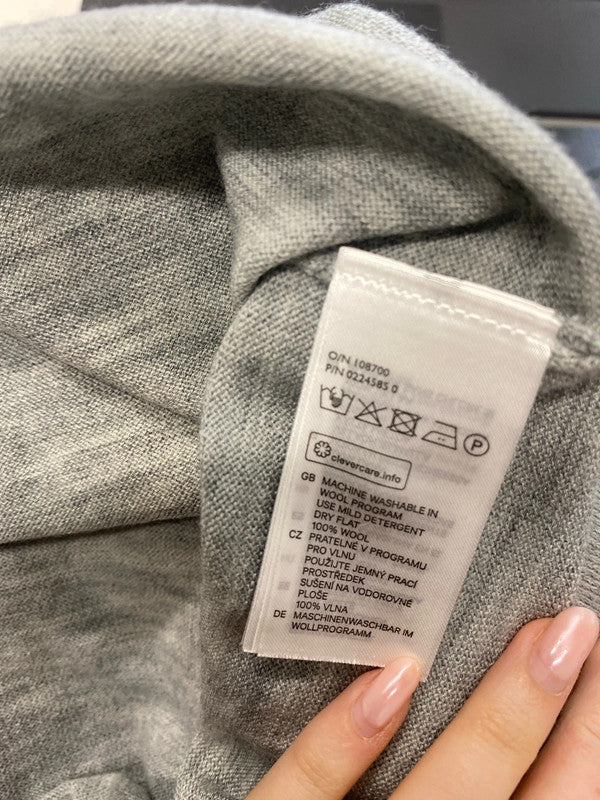 O/N 108700
P/N 0224585 0
P
clevercare.info
GB MACHINE WASHABLE IN
WOOL PROGRAM
USE MILD DETERGENT
DRY FLAT
100% WOOL
CZ PRATELNÉ V PROGRAMU
PRO VLNU
POUŽIJTE JEMNÝ PRACÍ
PROSTŘEDEK
SUŠENÍ NA VODOROVNÉ
PLOŠE
100% VLNA
DE MASCHINENWASCHBAR IM
WOLLPROGRAMM